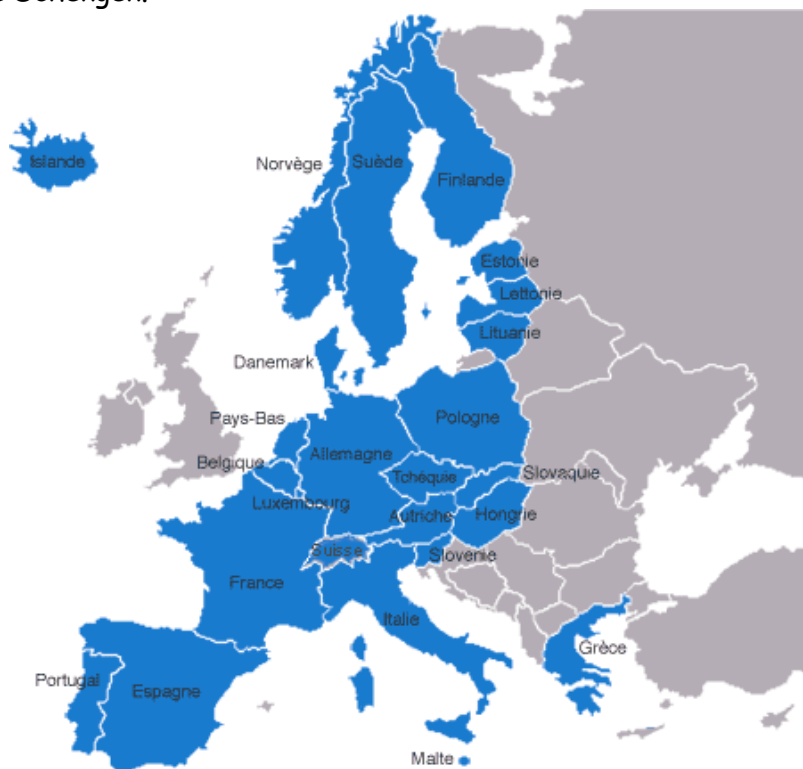 Schengen.
Islande
Norvège
Suède
Finlande
Estonie
Lettonie
Lituanie
Danemark
Pays-Bas
Pologne
Belgique
Allemagne
Tchéquie
Slovaquie
Luxembourg
Autriche
Hongrie
Suisse
Slovénie
France
Italie
Grèce
Portugal
Espagne
Malte